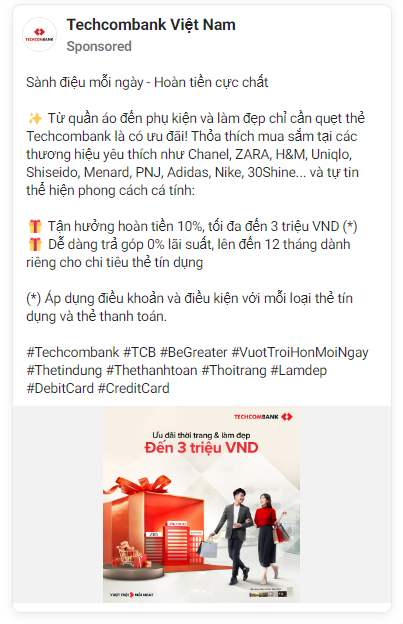 TECHCOMBANK
Techcombank Việt Nam
Sponsored
Sành điệu mỗi ngày - Hoàn tiền cực chất
✨ Từ quần áo đến phụ kiện và làm đẹp chỉ cần quẹt thẻ
Techcombank là có ưu đãi! Thỏa thích mua sắm tại các
thương hiệu yêu thích như Chanel, ZARA, H&M, Uniqlo,
Shiseido, Menard, PNJ, Adidas, Nike, 30Shine... và tự tin
thể hiện phong cách cá tính:
🎁 Tận hưởng hoàn tiền 10%, tối đa đến 3 triệu VND (*)
🎁 Dễ dàng trả góp 0% lãi suất, lên đến 12 tháng dành
riêng cho chi tiêu thẻ tín dụng
(*) Áp dụng điều khoản và điều kiện với mỗi loại thẻ tín
dụng và thẻ thanh toán.
#Techcombank #TCB #BeGreater #VuotTroiHonMoiNgay
#Thetindung #Thethanhtoan #Thoitrang #Lamdep
#DebitCard #CreditCard
TECHCOMBANK
Ưu đãi thời trang & làm đẹp
Đến 3 triệu VND
VƯỢT TRỘI MỖI NGÀY